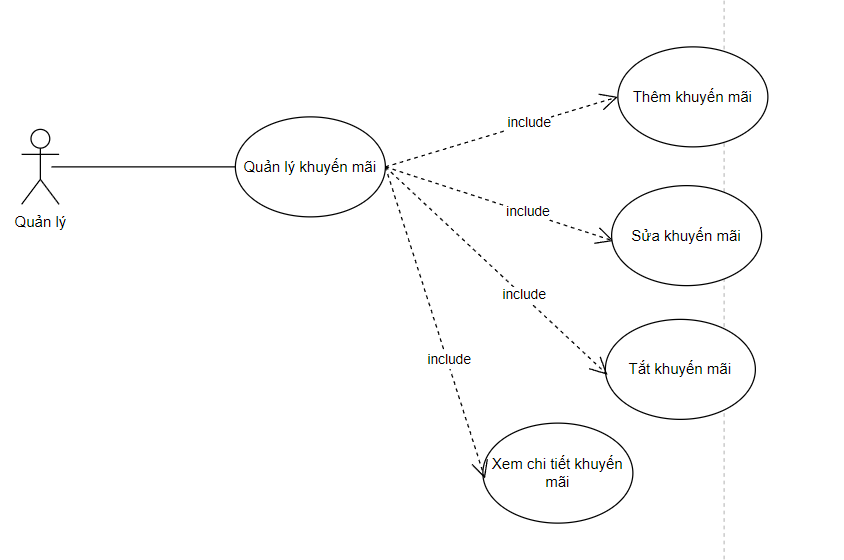 Quản lý
Quản lý khuyến mãi
include
Thêm khuyến mãi
include
Sửa khuyến mãi
include
Tắt khuyến mãi
include
Xem chi tiết khuyến
mãi